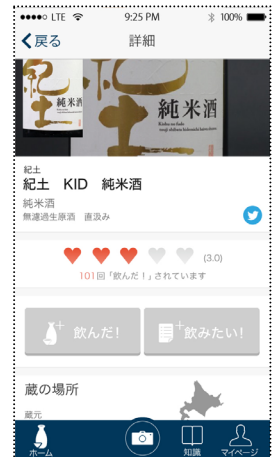 LTE 9:25 PM 100%
戻る 詳細
紀土
純米酒
純米酒
紀土
紀土 KID 純米酒
純米酒
無濾過生原酒 直汲み
(3.0)
101回「飲んだ！」されています
飲んだ！ 飲みたい！
蔵の場所
蔵元
ホーム 知識 マイページ